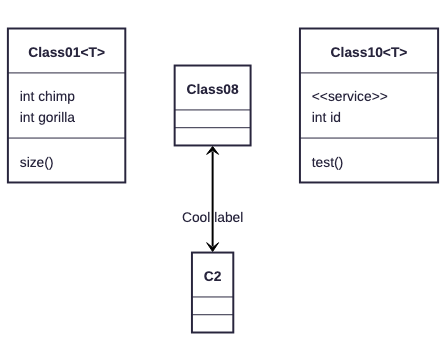 Class01<T>
int chimp
int gorilla
size()
Class08
Cool label
C2
Class10<T>
<<service>>
int id
test()